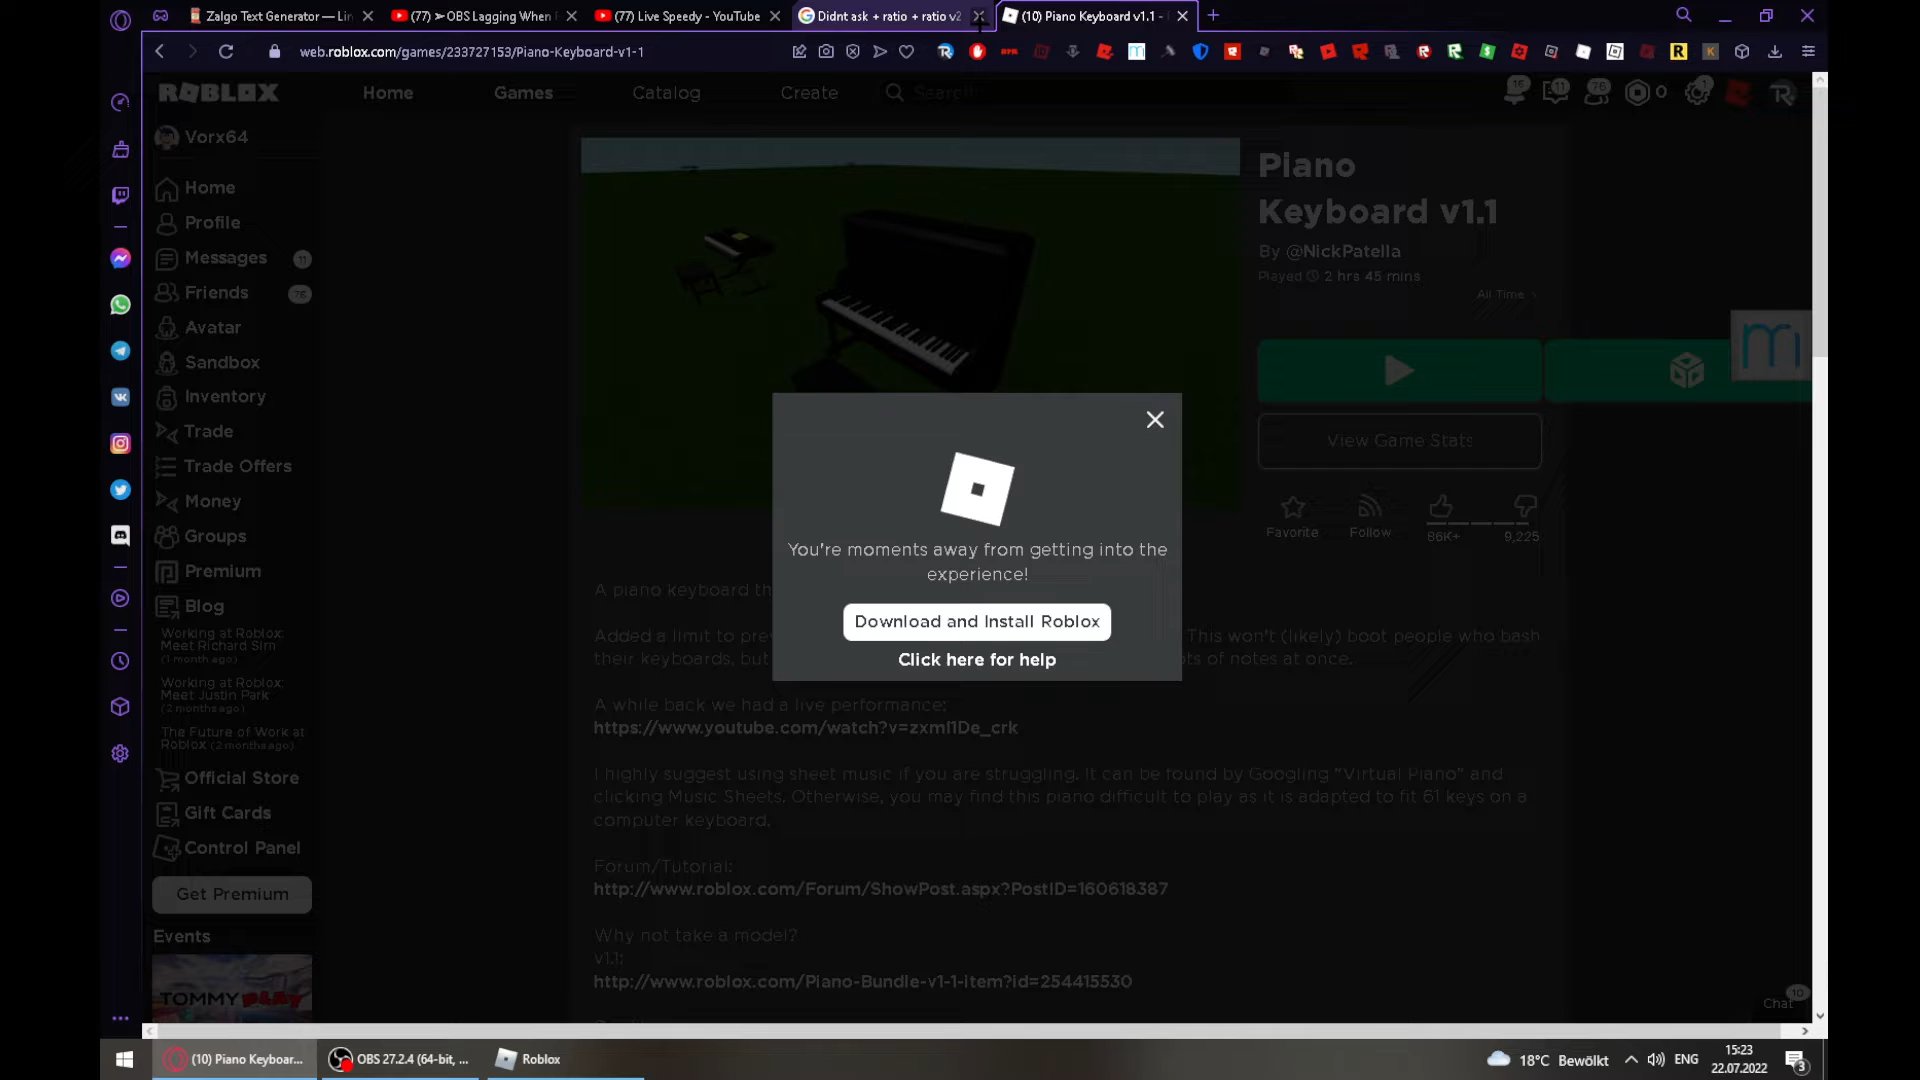 Zalgo Text Generator — Lin
(77) ➣OBS Lagging When
(77) Live Speedy - YouTube
Didnt ask + ratio + ratio v2
(10) Piano Keyboard v1.1 -
web.roblox.com/games/233727153/Piano-Keyboard-v1-1
ROBLOX
Home
Games
Catalog
Create
Search
16
11
76
0
1
Vorx64
Home
Profile
Messages 11
Friends 76
Avatar
Sandbox
Inventory
Trade
Trade Offers
Money
Groups
Premium
Blog
Working at Roblox:
Meet Richard Sim
(1 month ago)
Working at Roblox:
Meet Justin Park
(2 months ago)
The Future of Work at
Roblox (2 months ago)
Official Store
Gift Cards
Control Panel
Get Premium
Events
TOMMY PLAY
Piano
Keyboard v1.1
By @NickPatella
Played 2 hrs 45 mins
All Time
View Game Stats
Favorite
Follow
86K+
9,225
You're moments away from getting into the
experience!
Download and Install Roblox
Click here for help
A piano keyboard th
Added a limit to pre
This won't (likely) boot people who bash
their keyboards, but
ts of notes at once.
A while back we had a live performance:
https://www.youtube.com/watch?v=zxmI1De_crk
I highly suggest using sheet music if you are struggling. It can be found by Googling "Virtual Piano" and
clicking Music Sheets. Otherwise, you may find this piano difficult to play as it is adapted to fit 61 keys on a
computer keyboard.
Forum/Tutorial:
http://www.roblox.com/Forum/ShowPost.aspx?PostID=160618387
Why not take a model?
v1.1:
http://www.roblox.com/Piano-Bundle-v1-1-item?id=254415530
Chat 10
(10) Piano Keyboar...
OBS 27.2.4 (64-bit, ...
Roblox
18°C Bewölkt
ENG
15:23
22.07.2022
3